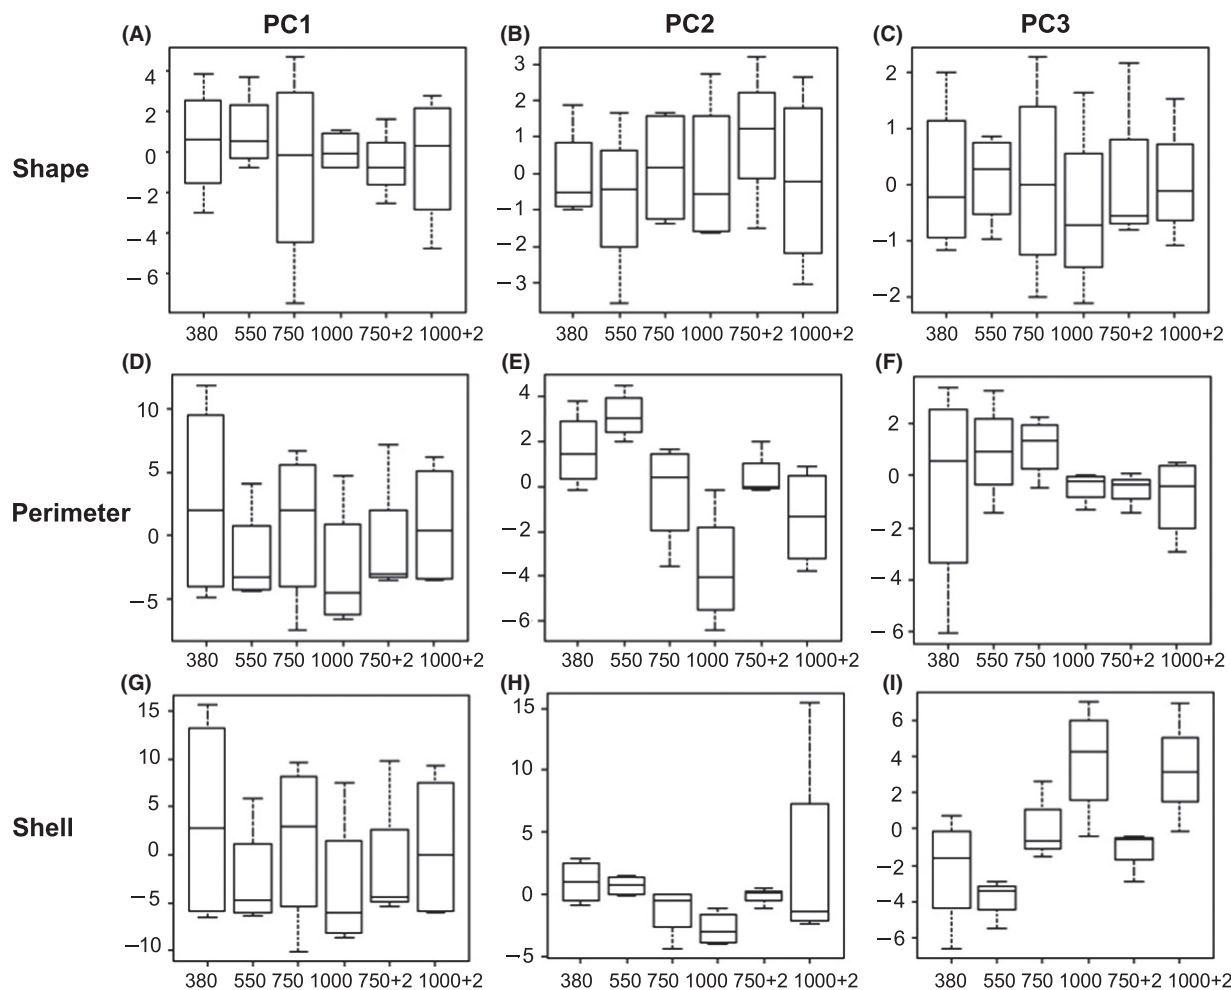 PC1 PC2 PC3
(A) (B) (C)
Shape
4 2 0 −2 −4 −6
3 2 1 0 −1 −2 −3
2 1 0 −1 −2
380 550 750 1000 750+2 1000+2
380 550 750 1000 750+2 1000+2
380 550 750 1000 750+2 1000+2
(D) (E) (F)
Perimeter
10 5 0 −5
4 2 0 −2 −4 −6
2 0 −2 −4 −6
380 550 750 1000 750+2 1000+2
380 550 750 1000 750+2 1000+2
380 550 750 1000 750+2 1000+2
(G) (H) (I)
Shell
15 10 5 0 −5 −10
15 10 5 0 −5
6 4 2 0 −2 −4 −6
380 550 750 1000 750+2 1000+2
380 550 750 1000 750+2 1000+2
380 550 750 1000 750+2 1000+2